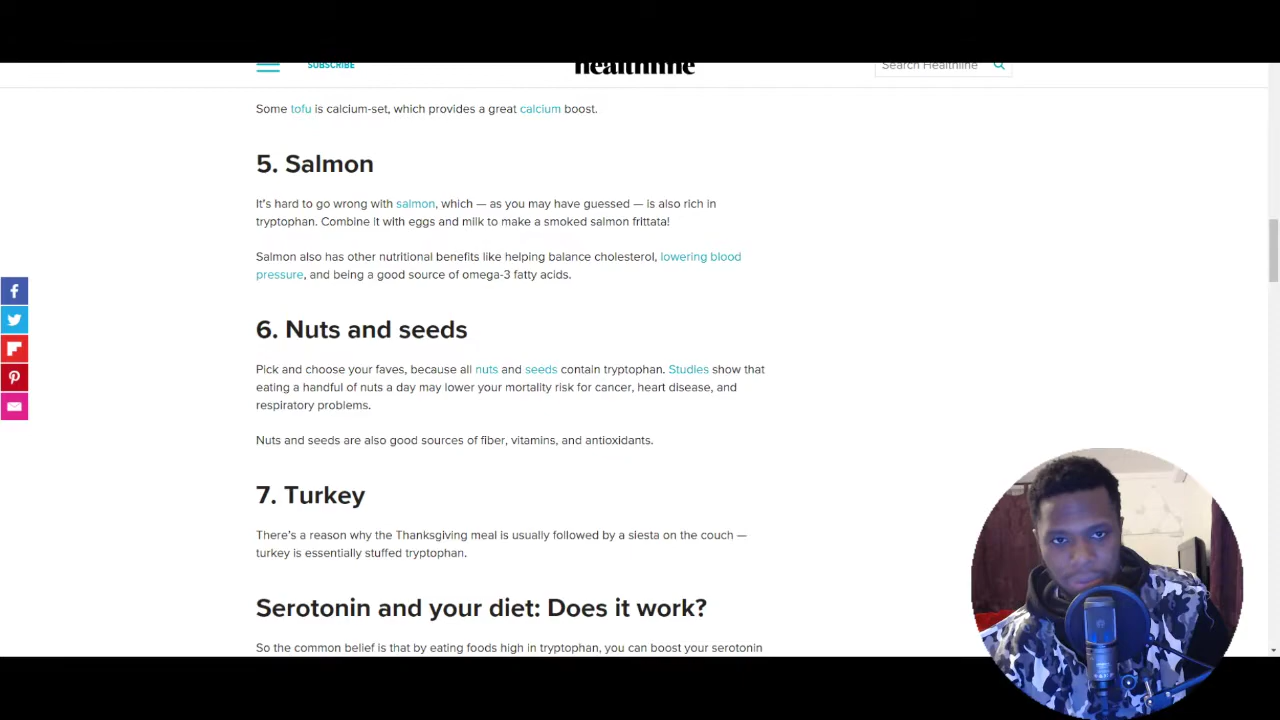 SUBSCRIBE
healthline
Search Healthline
Some tofu is calcium-set, which provides a great calcium boost.
5. Salmon
It's hard to go wrong with salmon, which — as you may have guessed — is also rich in
tryptophan. Combine it with eggs and milk to make a smoked salmon frittata!
Salmon also has other nutritional benefits like helping balance cholesterol, lowering blood
pressure, and being a good source of omega-3 fatty acids.
6. Nuts and seeds
Pick and choose your faves, because all nuts and seeds contain tryptophan. Studies show that
eating a handful of nuts a day may lower your mortality risk for cancer, heart disease, and
respiratory problems.
Nuts and seeds are also good sources of fiber, vitamins, and antioxidants.
7. Turkey
There's a reason why the Thanksgiving meal is usually followed by a siesta on the couch —
turkey is essentially stuffed tryptophan.
Serotonin and your diet: Does it work?
So the common belief is that by eating foods high in tryptophan, you can boost your serotonin